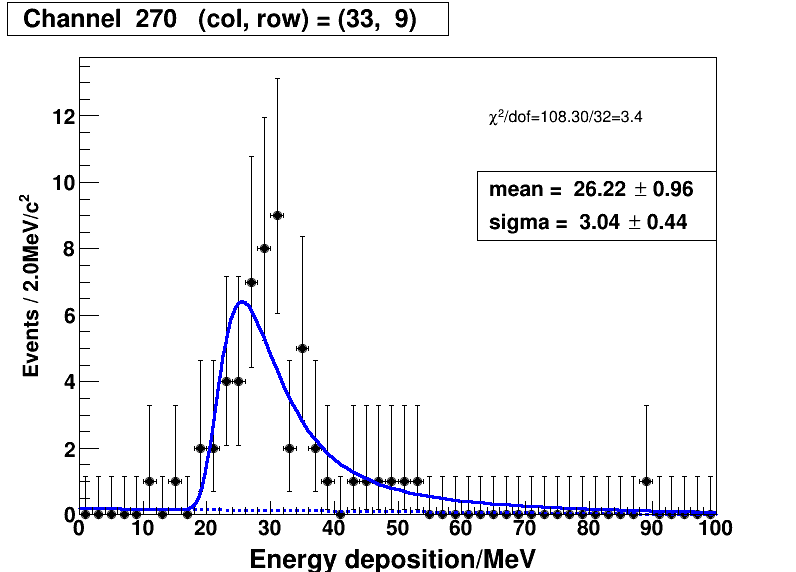 Channel 270 (col, row) = (33, 9)
χ²/dof=108.30/32=3.4
mean = 26.22 ± 0.96
sigma = 3.04 ± 0.44
Events / 2.0MeV/c²
12
10
8
6
4
2
0
0 10 20 30 40 50 60 70 80 90 100
Energy deposition/MeV